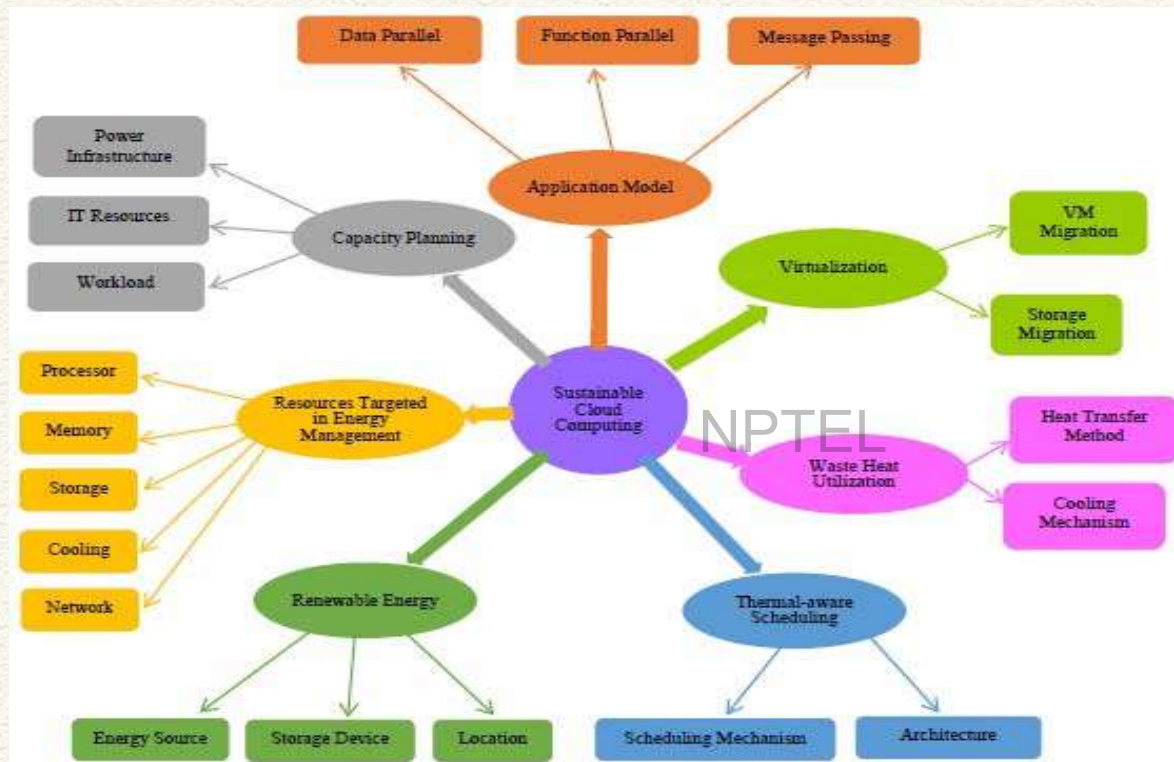 Data Parallel
Function Parallel
Message Passing
Application Model
Power
Infrastructure
IT Resources
Workload
Capacity Planning
VM
Migration
Storage
Migration
Virtualization
Sustainable
Cloud
Computing
NPTEL
Processor
Memory
Storage
Cooling
Network
Resources Targeted
in Energy
Management
Heat Transfer
Method
Cooling
Mechanism
Waste Heat
Utilization
Renewable Energy
Energy Source
Storage Device
Location
Thermal-aware
Scheduling
Scheduling Mechanism
Architecture